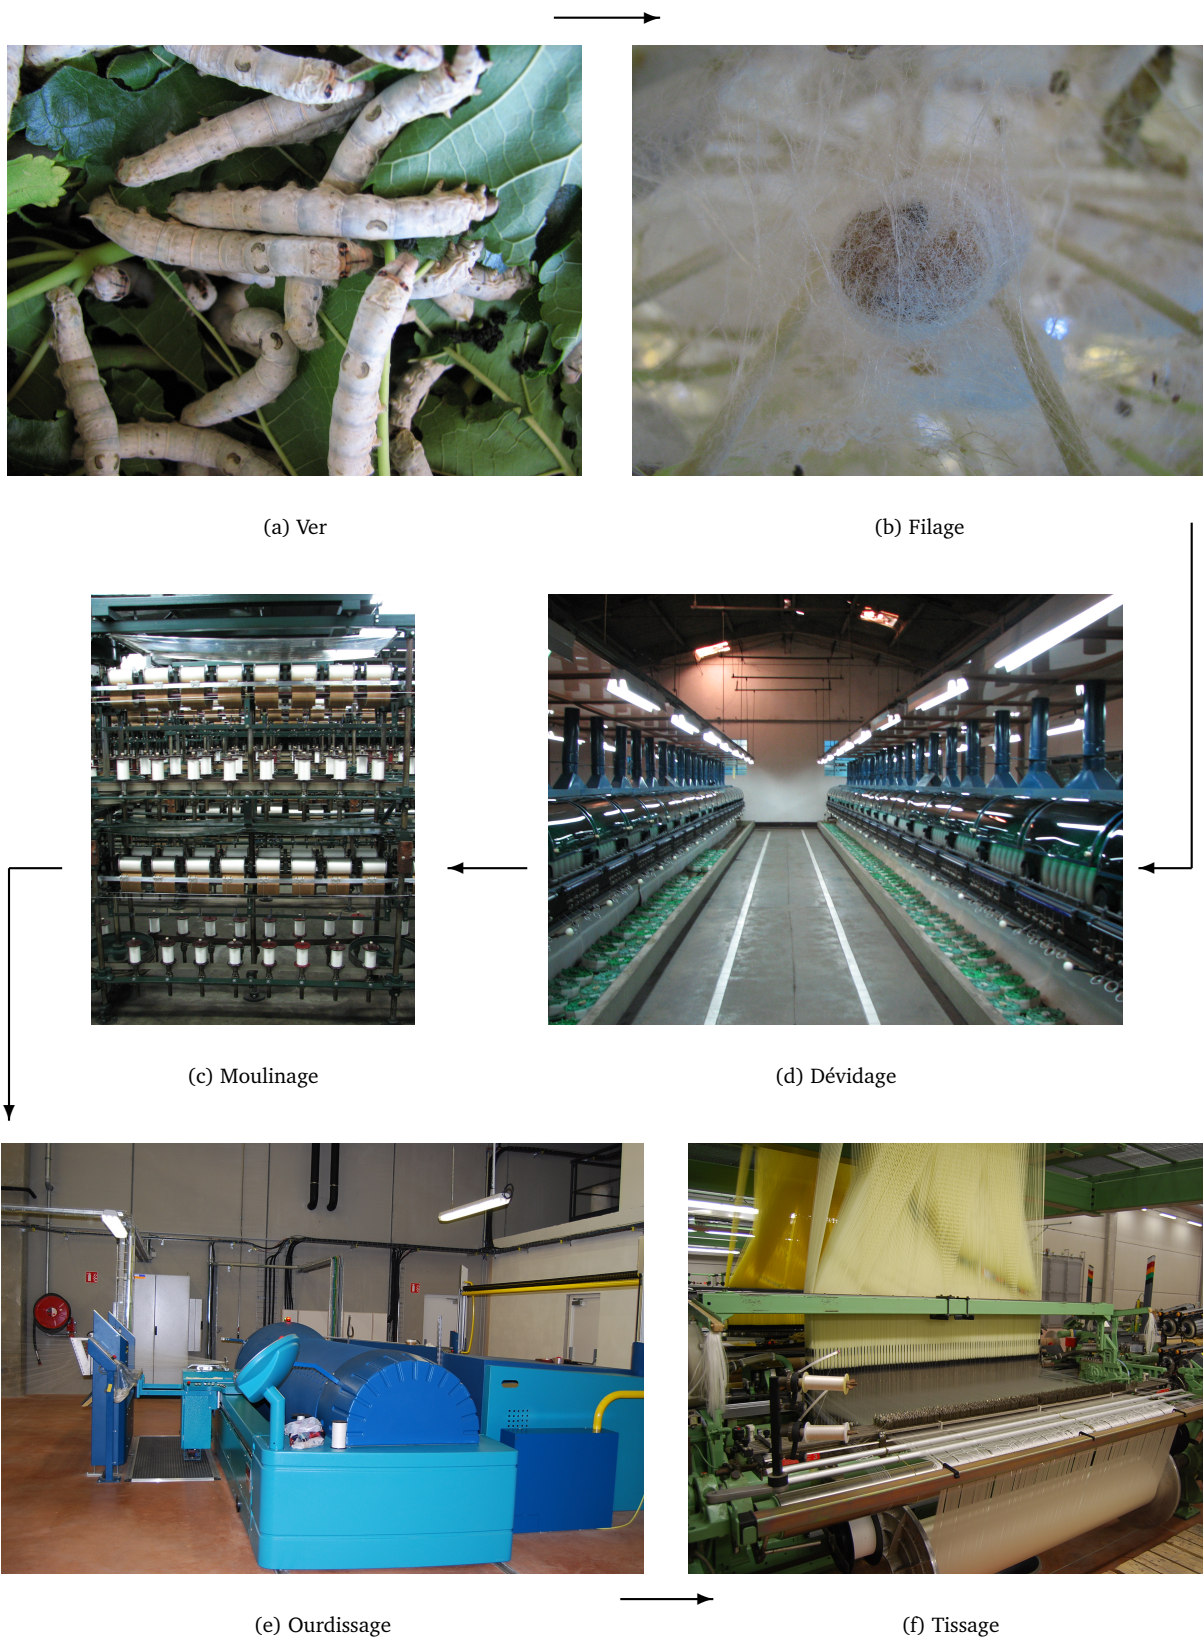 (a) Ver
(b) Filage
(c) Moulinage
(d) Dévidage
(e) Ourdissage
(f) Tissage